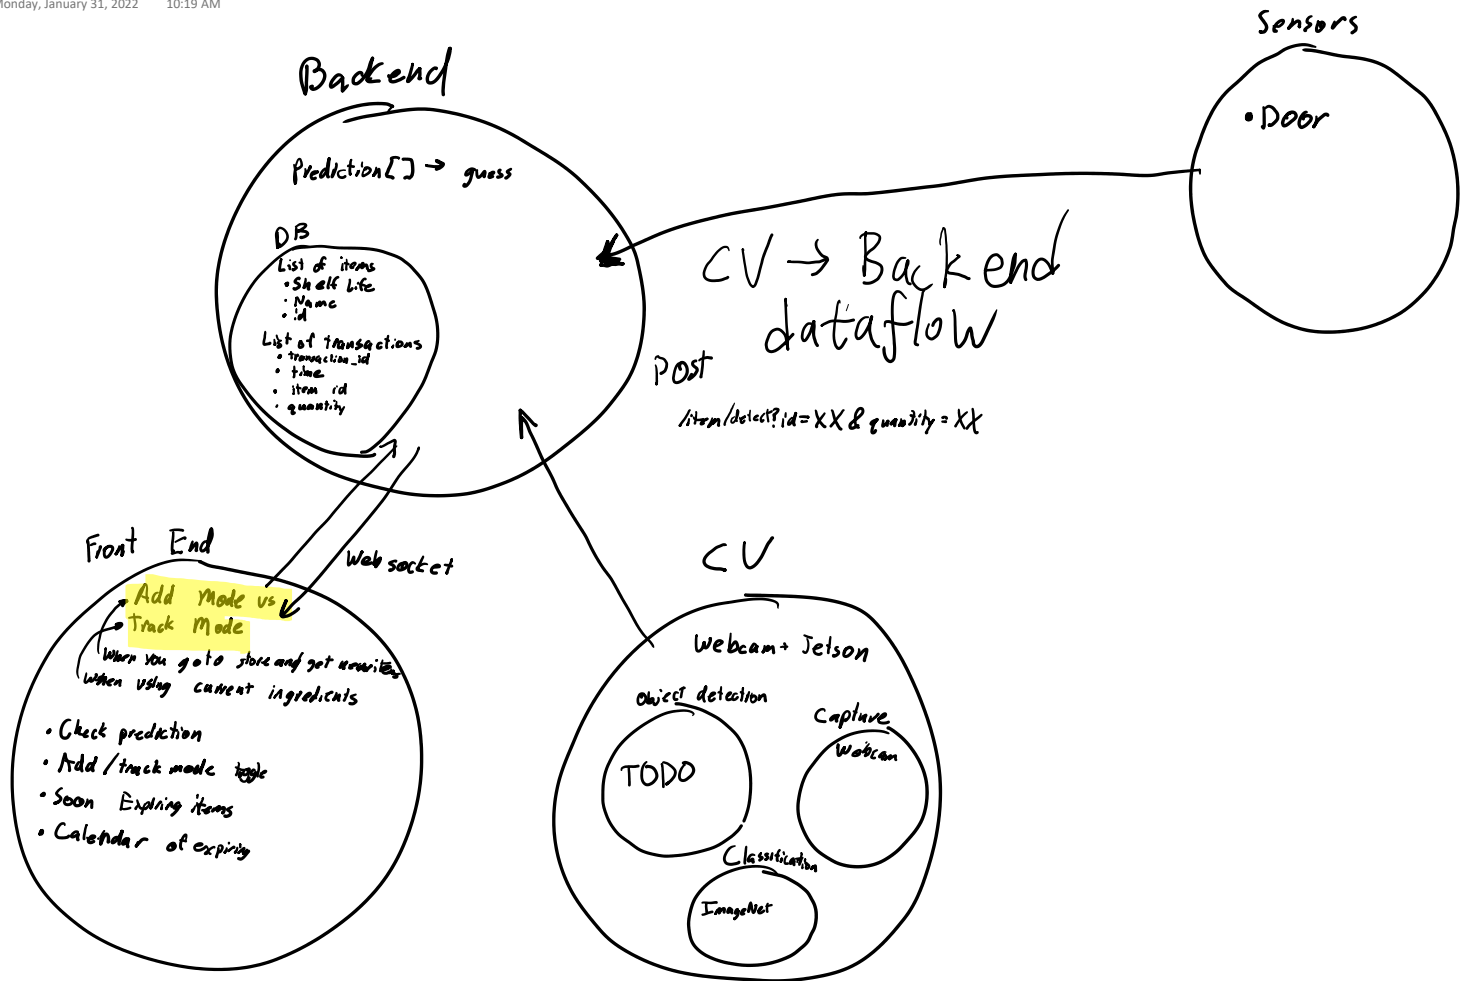 Monday, January 31, 2022 10:19 AM
Sensors
• Door
Backend
Prediction[] → guess
DB
List of items
• Shelf Life
• Name
• id
List of transactions
• transaction_id
• time
• item id
• quantity
CV → Backend
dataflow
Post
/item/detect?id=XX & quantity = XX
Front End
Web socket
Add Mode vs
Track Mode
When you go to store and get new items
When using current ingredients
• Check prediction
• Add/track mode toggle
• Soon Expiring items
• Calendar of expiring
CV
Webcam + Jetson
Object detection
TODO
Capture
Webcam
Classification
ImageNet